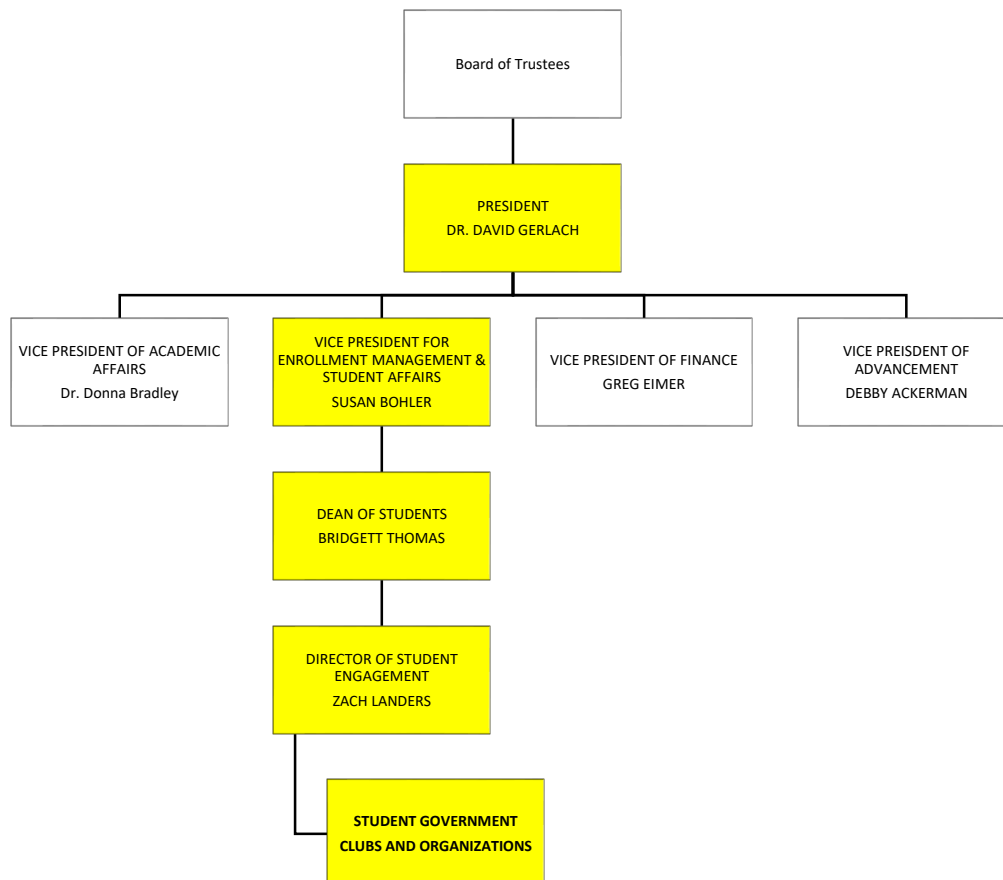 Board of Trustees
PRESIDENT
DR. DAVID GERLACH
VICE PRESIDENT OF ACADEMIC
AFFAIRS
Dr. Donna Bradley
VICE PRESIDENT FOR
ENROLLMENT MANAGEMENT &
STUDENT AFFAIRS
SUSAN BOHLER
VICE PRESIDENT OF FINANCE
GREG EIMER
VICE PREISDENT OF
ADVANCEMENT
DEBBY ACKERMAN
DEAN OF STUDENTS
BRIDGETT THOMAS
DIRECTOR OF STUDENT
ENGAGEMENT
ZACH LANDERS
STUDENT GOVERNMENT
CLUBS AND ORGANIZATIONS